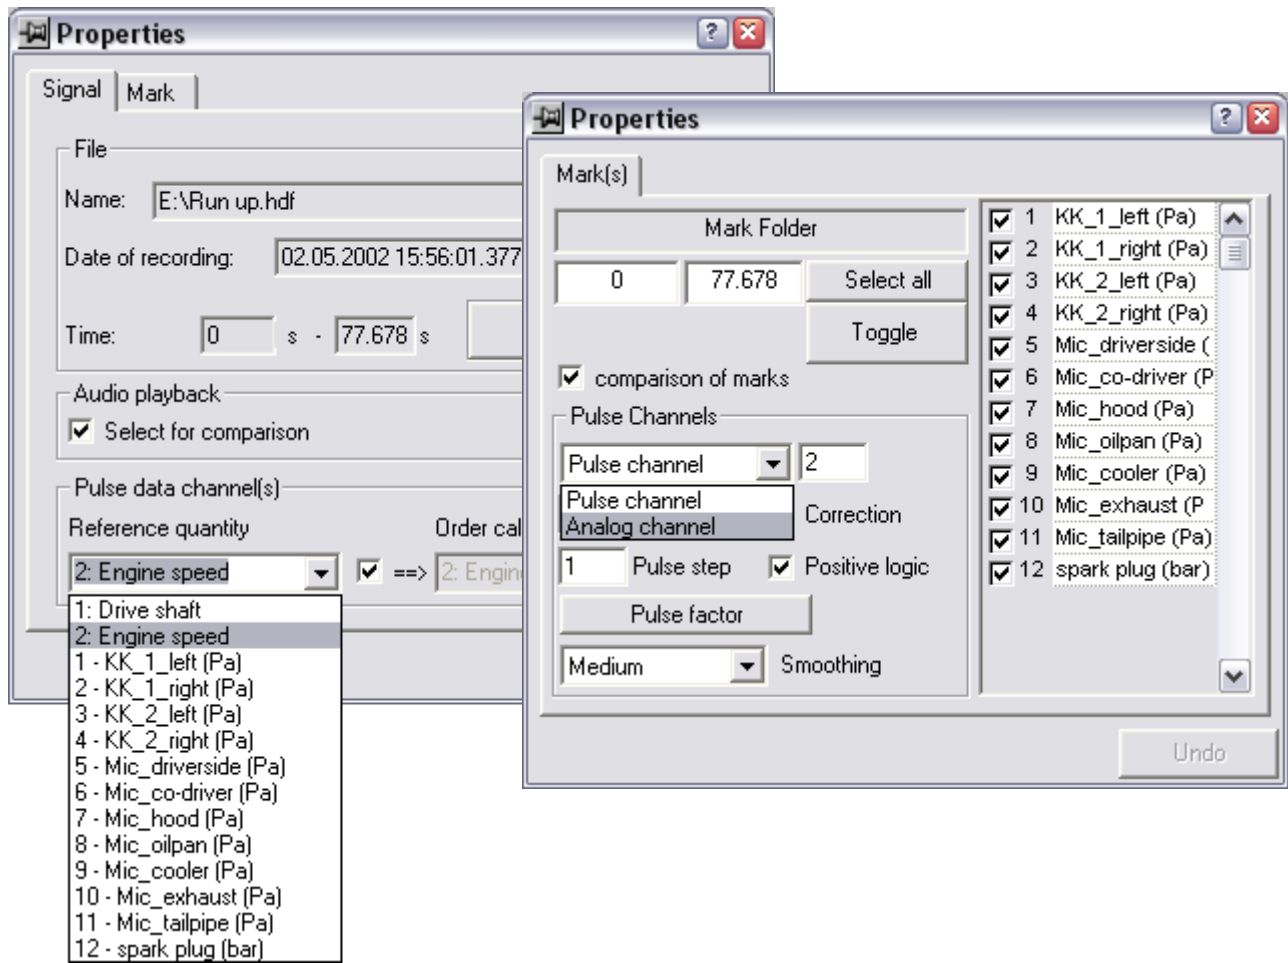 Properties
Signal
Mark
File
Name:
E:\Run up.hdf
Date of recording:
02.05.2002 15:56:01.377
Time:
0
s - 77.678 s
Audio playback
Select for comparison
Pulse data channel(s)
Reference quantity
Order cal
2: Engine speed
==> 2: Engin
1: Drive shaft
2: Engine speed
1 - KK_1_left (Pa)
2 - KK_1_right (Pa)
3 - KK_2_left (Pa)
4 - KK_2_right (Pa)
5 - Mic_driverside (Pa)
6 - Mic_co-driver (Pa)
7 - Mic_hood (Pa)
8 - Mic_oilpan (Pa)
9 - Mic_cooler (Pa)
10 - Mic_exhaust (Pa)
11 - Mic_tailpipe (Pa)
12 - spark plug (bar)
Properties
Mark(s)
Mark Folder
0
77.678
Select all
Toggle
comparison of marks
Pulse Channels
Pulse channel
2
Pulse channel
Analog channel
Correction
1
Pulse step
Positive logic
Pulse factor
Medium
Smoothing
1 KK_1_left (Pa)
2 KK_1_right (Pa)
3 KK_2_left (Pa)
4 KK_2_right (Pa)
5 Mic_driverside (
6 Mic_co-driver (P
7 Mic_hood (Pa)
8 Mic_oilpan (Pa)
9 Mic_cooler (Pa)
10 Mic_exhaust (P
11 Mic_tailpipe (Pa)
12 spark plug (bar)
Undo